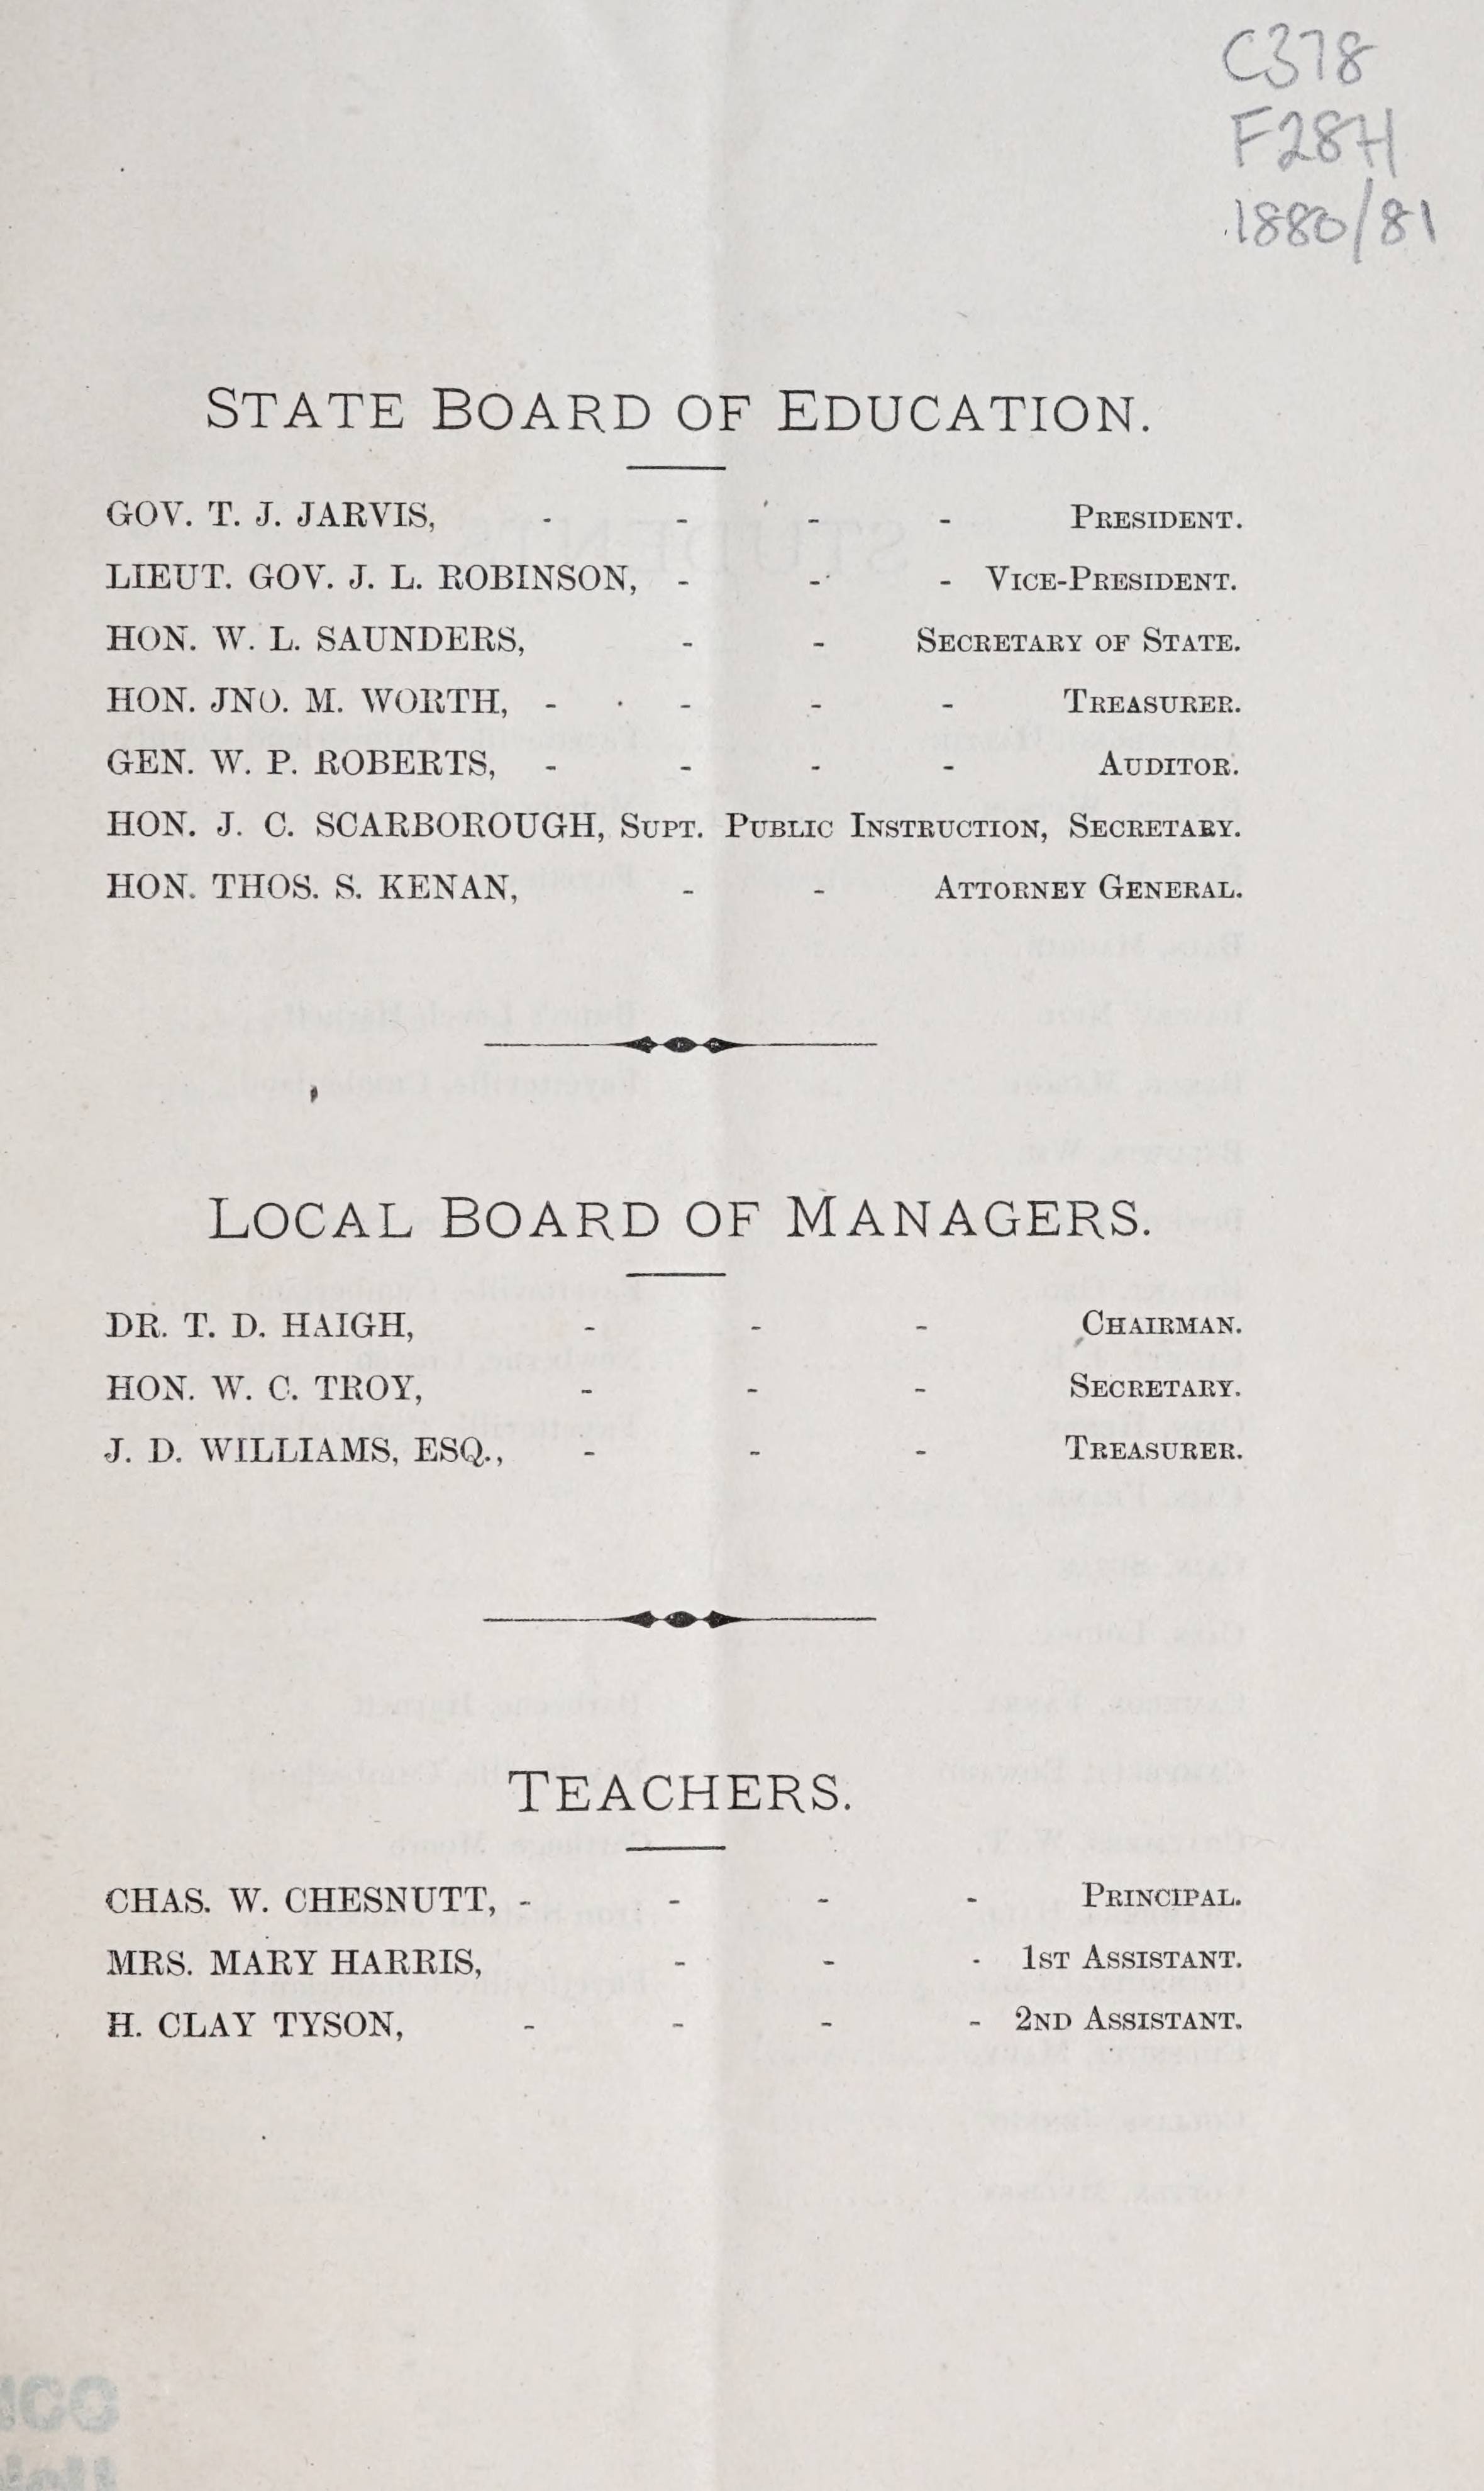 C378
F28H
1880/81
STATE BOARD OF EDUCATION.
GOV. T. J. JARVIS, - - - - PRESIDENT.
LIEUT. GOV. J. L. ROBINSON, - - - VICE-PRESIDENT.
HON. W. L. SAUNDERS, - - SECRETARY OF STATE.
HON. JNO. M. WORTH, - - - - TREASURER.
GEN. W. P. ROBERTS, - - - - AUDITOR.
HON. J. C. SCARBOROUGH, SUPT. PUBLIC INSTRUCTION, SECRETARY.
HON. THOS. S. KENAN, - - ATTORNEY GENERAL.
LOCAL BOARD OF MANAGERS.
DR. T. D. HAIGH, - - - CHAIRMAN.
HON. W. C. TROY, - - - SECRETARY.
J. D. WILLIAMS, ESQ., - - - TREASURER.
TEACHERS.
CHAS. W. CHESNUTT, - - - - PRINCIPAL.
MRS. MARY HARRIS, - - - 1ST ASSISTANT.
H. CLAY TYSON, - - - - 2ND ASSISTANT.